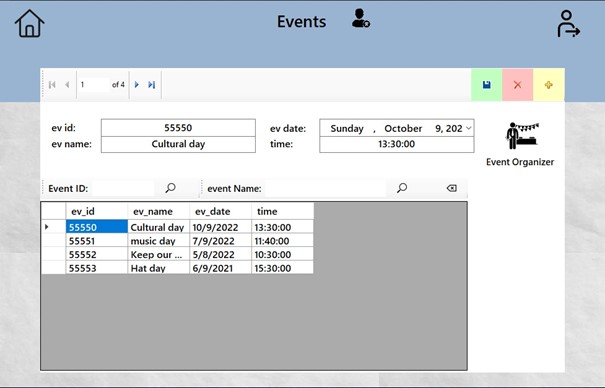 Events
1 of 4
ev id: 55550 ev date: Sunday , October 9, 202
ev name: Cultural day time: 13:30:00
Event Organizer
Event ID: event Name:
ev_id ev_name ev_date time
55550 Cultural day 10/9/2022 13:30:00
55551 music day 7/9/2022 11:40:00
55552 Keep our ... 5/8/2022 10:30:00
55553 Hat day 6/9/2021 15:30:00